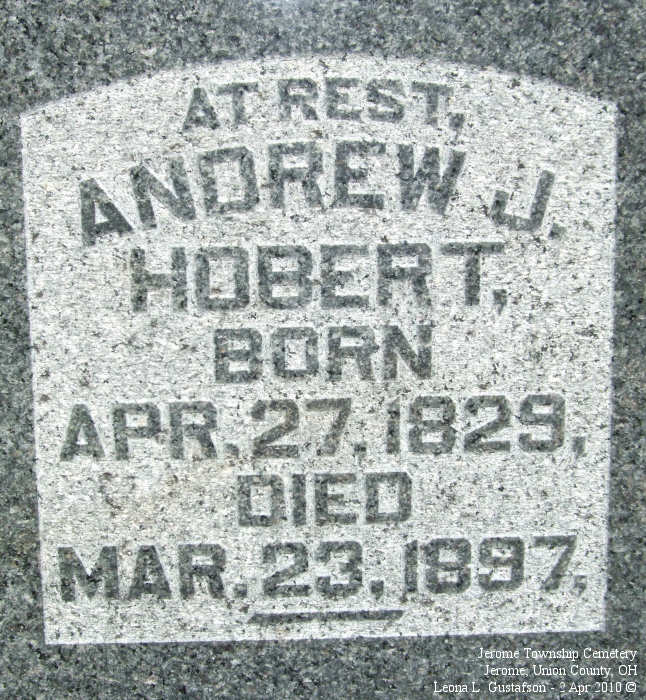 AT REST,
ANDREW J.
HOBERT,
BORN
APR. 27, 1829,
DIED
MAR. 23, 1897,
Jerome Township Cemetery
Jerome, Union County, OH
Leona L. Gustafson - 2 Apr 2010 ©